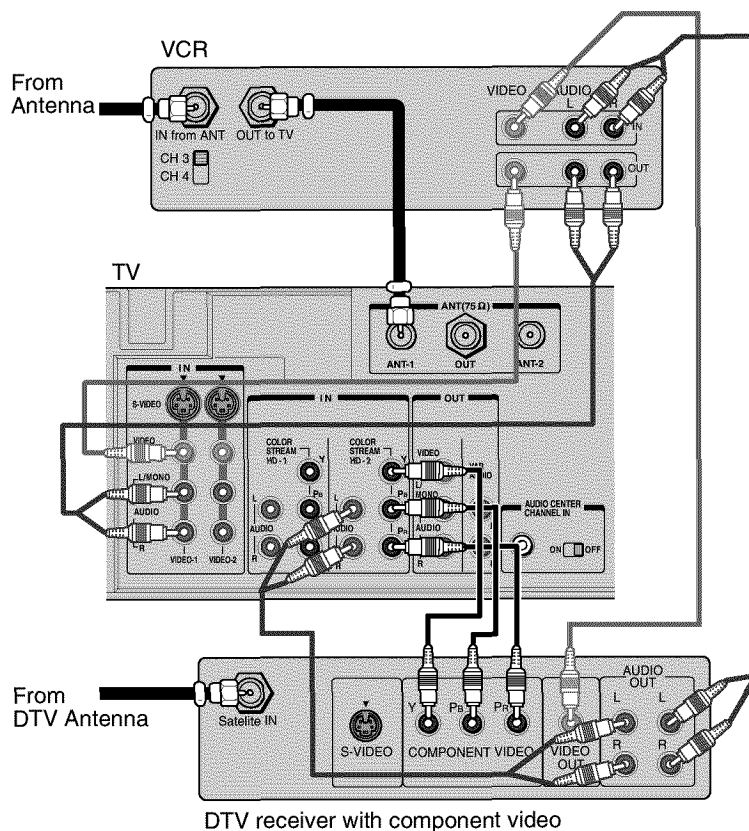 VCR
From
Antenna
VIDEO
AUDIO
L
R
IN from ANT
OUT to TV
IN
CH 3
CH 4
OUT
TV
ANT(75 Ω)
ANT-1
OUT
ANT-2
IN
S-VIDEO
VIDEO
L/MONO
AUDIO
R
VIDEO-1
VIDEO-2
IN
OUT
COLOR
STREAM
HD-1
Y
PB
L
AUDIO
R
COLOR
STREAM
HD-2
Y
PB
PR
L
AUDIO
R
VIDEO
L/
MONO
AUDIO
R
VAR
AUDIO
AUDIO CENTER
CHANNEL IN
ON
OFF
From
DTV Antenna
Satelite IN
S-VIDEO
Y
PB
PR
COMPONENT VIDEO
VIDEO
OUT
AUDIO
OUT
L
L
R
R
DTV receiver with component video